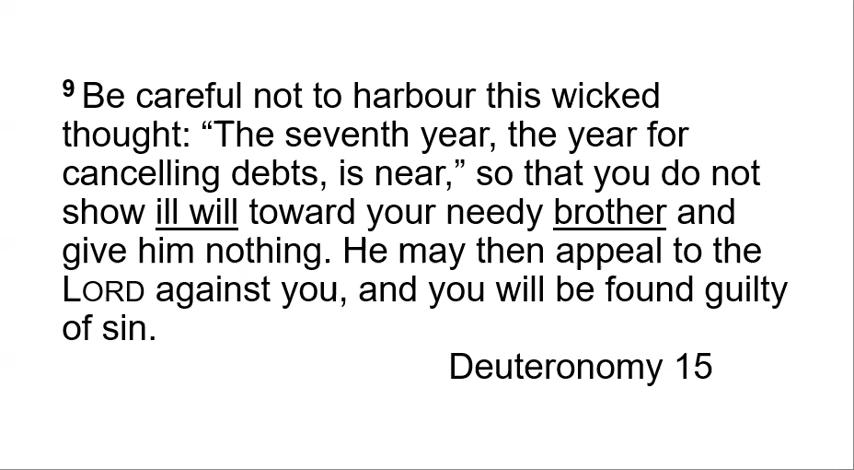 9 Be careful not to harbour this wicked
thought: “The seventh year, the year for
cancelling debts, is near,” so that you do not
show ill will toward your needy brother and
give him nothing. He may then appeal to the
LORD against you, and you will be found guilty
of sin.
Deuteronomy 15